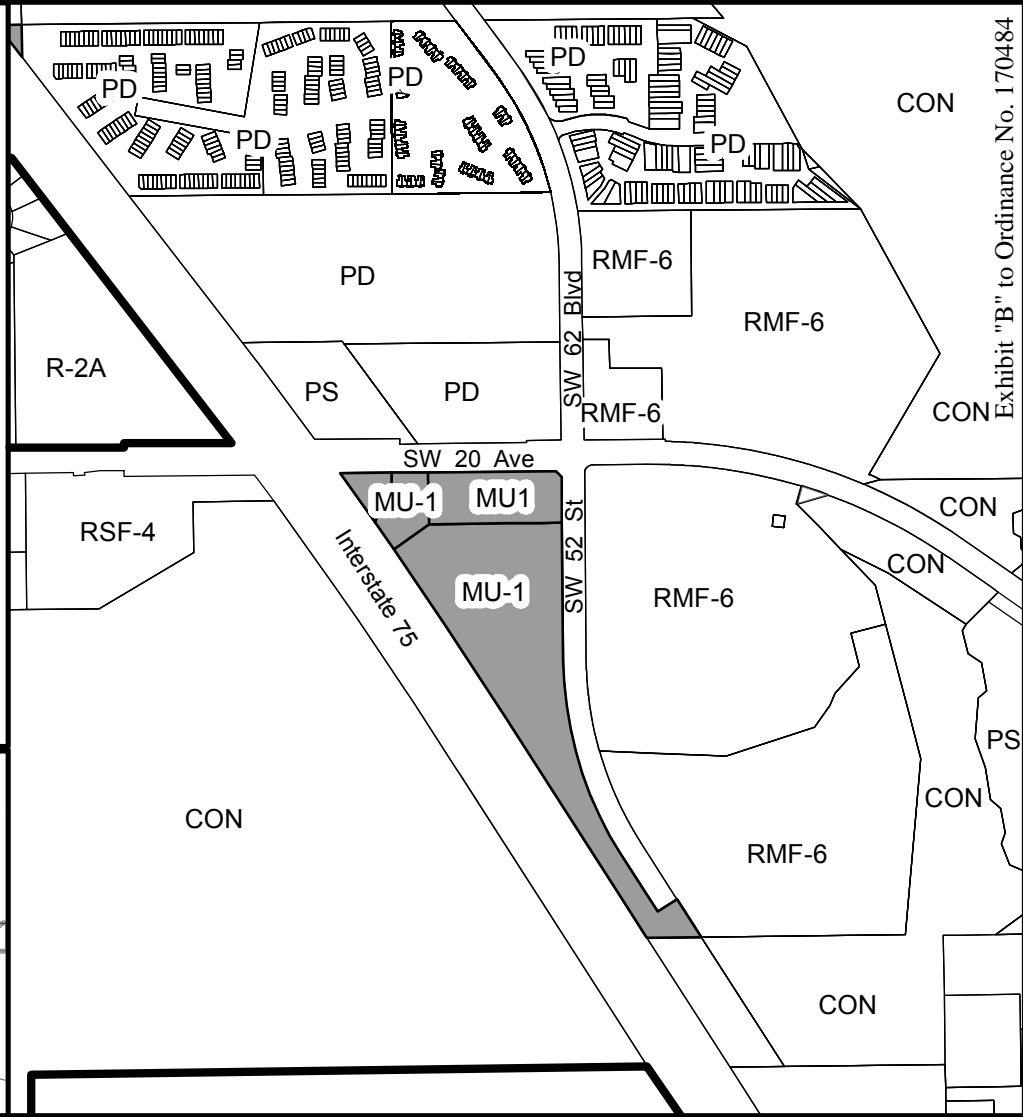 PD
PD
PD
PD
PD
CON
Exhibit "B" to Ordinance No. 170484
PD
RMF-6
RMF-6
SW 62 Blvd
R-2A
PS
PD
RMF-6
CON
SW 20 Ave
MU-1
MU1
CON
RSF-4
SW 52 St
CON
Interstate 75
MU-1
RMF-6
PS
CON
CON
RMF-6
CON